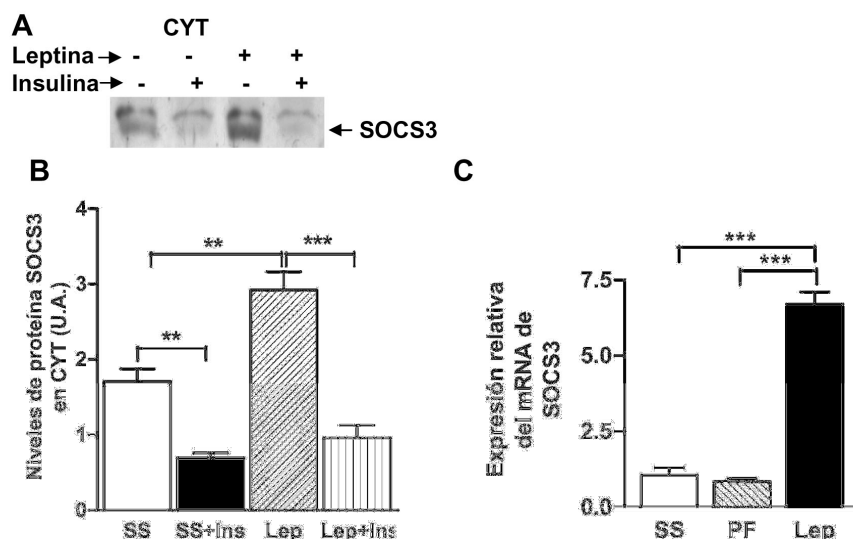 A
CYT
Leptina - - + +
Insulina - + - +
SOCS3
B
Niveles de proteína SOCS3
en CYT (U.A.)
4
3
2
1
0
** 
**
***
SS SS+Ins Lep Lep+Ins
C
Expresión relativa
del mRNA de
SOCS3
7.5
5.0
2.5
0.0
***
***
SS PF Lep